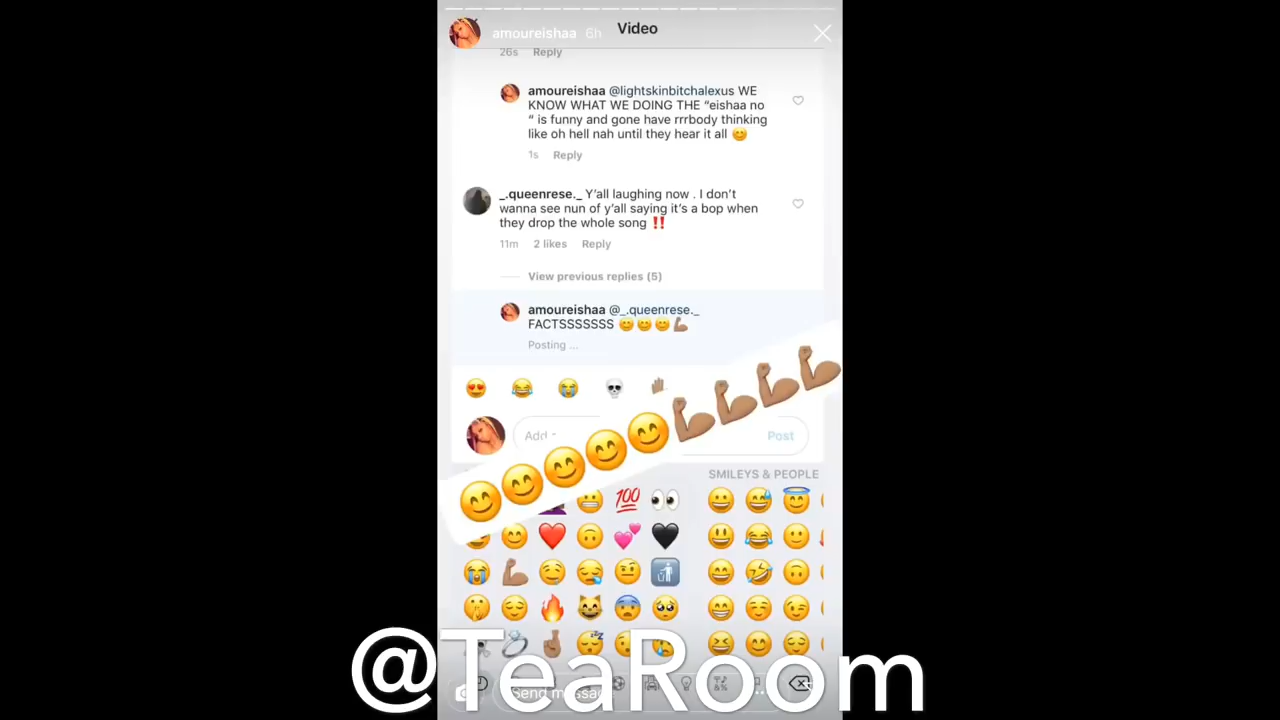 amoureishaa 6h Video
26s Reply
amoureishaa @lightskinbitchalexus WE
KNOW WHAT WE DOING THE “eishaa no
“ is funny and gone have rrrbody thinking
like oh hell nah until they hear it all 😊
1s Reply
_.queenrese._ Y’all laughing now . I don’t
wanna see nun of y’all saying it’s a bop when
they drop the whole song ‼️
11m 2 likes Reply
View previous replies (5)
amoureishaa @_.queenrese._
FACTSSSSSSS 😊😊😊💪🏽
Posting ...
Add
Post
SMILEYS & PEOPLE
@TeaRoom
Send message